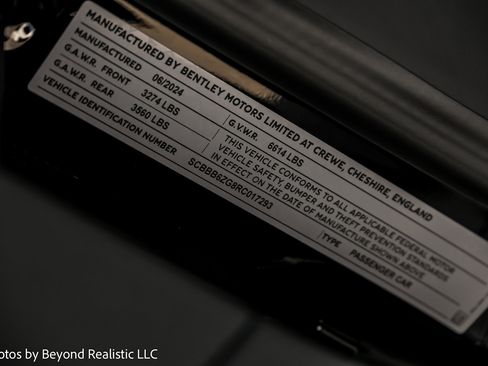 MANUFACTURED BY BENTLEY MOTORS LIMITED AT CREWE, CHESHIRE, ENGLAND
MANUFACTURED 06/2024 G.V.W.R. 6614 LBS
G.A.W.R. FRONT 3274 LBS
G.A.W.R. REAR 3560 LBS
THIS VEHICLE CONFORMS TO ALL APPLICABLE FEDERAL MOTOR
VEHICLE SAFETY, BUMPER AND THEFT PREVENTION STANDARDS
IN EFFECT ON THE DATE OF MANUFACTURE SHOWN ABOVE
VEHICLE IDENTIFICATION NUMBER SCBBB6ZG8RC017293 TYPE PASSENGER CAR
otos by Beyond Realistic LLC